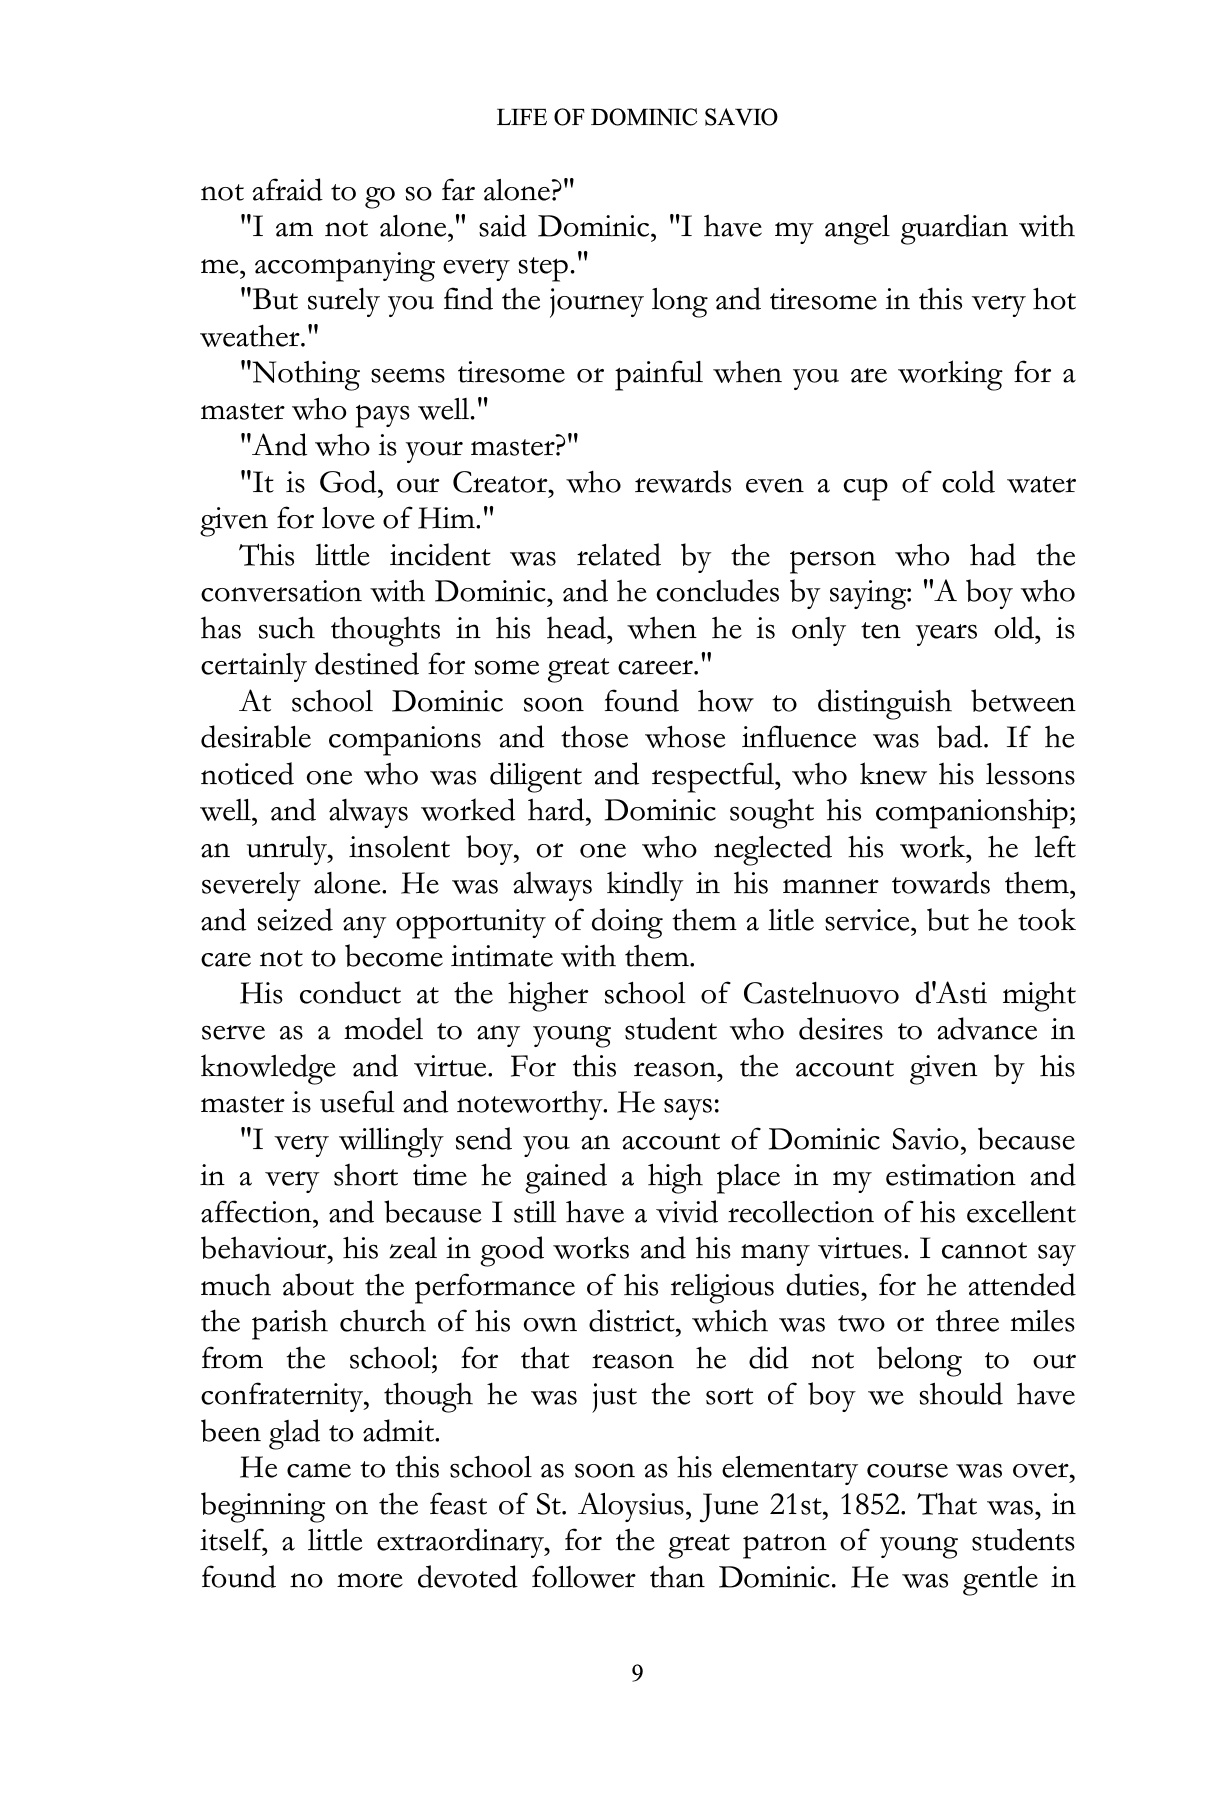 LIFE OF DOMINIC SAVIO
not afraid to go so far alone?"
"I am not alone," said Dominic, "I have my angel guardian with
me, accompanying every step."
"But surely you find the journey long and tiresome in this very hot
weather."
"Nothing seems tiresome or painful when you are working for a
master who pays well."
"And who is your master?"
"It is God, our Creator, who rewards even a cup of cold water
given for love of Him."
This little incident was related by the person who had the
conversation with Dominic, and he concludes by saying: "A boy who
has such thoughts in his head, when he is only ten years old, is
certainly destined for some great career."
At school Dominic soon found how to distinguish between
desirable companions and those whose influence was bad. If he
noticed one who was diligent and respectful, who knew his lessons
well, and always worked hard, Dominic sought his companionship;
an unruly, insolent boy, or one who neglected his work, he left
severely alone. He was always kindly in his manner towards them,
and seized any opportunity of doing them a litle service, but he took
care not to become intimate with them.
His conduct at the higher school of Castelnuovo d'Asti might
serve as a model to any young student who desires to advance in
knowledge and virtue. For this reason, the account given by his
master is useful and noteworthy. He says:
"I very willingly send you an account of Dominic Savio, because
in a very short time he gained a high place in my estimation and
affection, and because I still have a vivid recollection of his excellent
behaviour, his zeal in good works and his many virtues. I cannot say
much about the performance of his religious duties, for he attended
the parish church of his own district, which was two or three miles
from the school; for that reason he did not belong to our
confraternity, though he was just the sort of boy we should have
been glad to admit.
He came to this school as soon as his elementary course was over,
beginning on the feast of St. Aloysius, June 21st, 1852. That was, in
itself, a little extraordinary, for the great patron of young students
found no more devoted follower than Dominic. He was gentle in
9